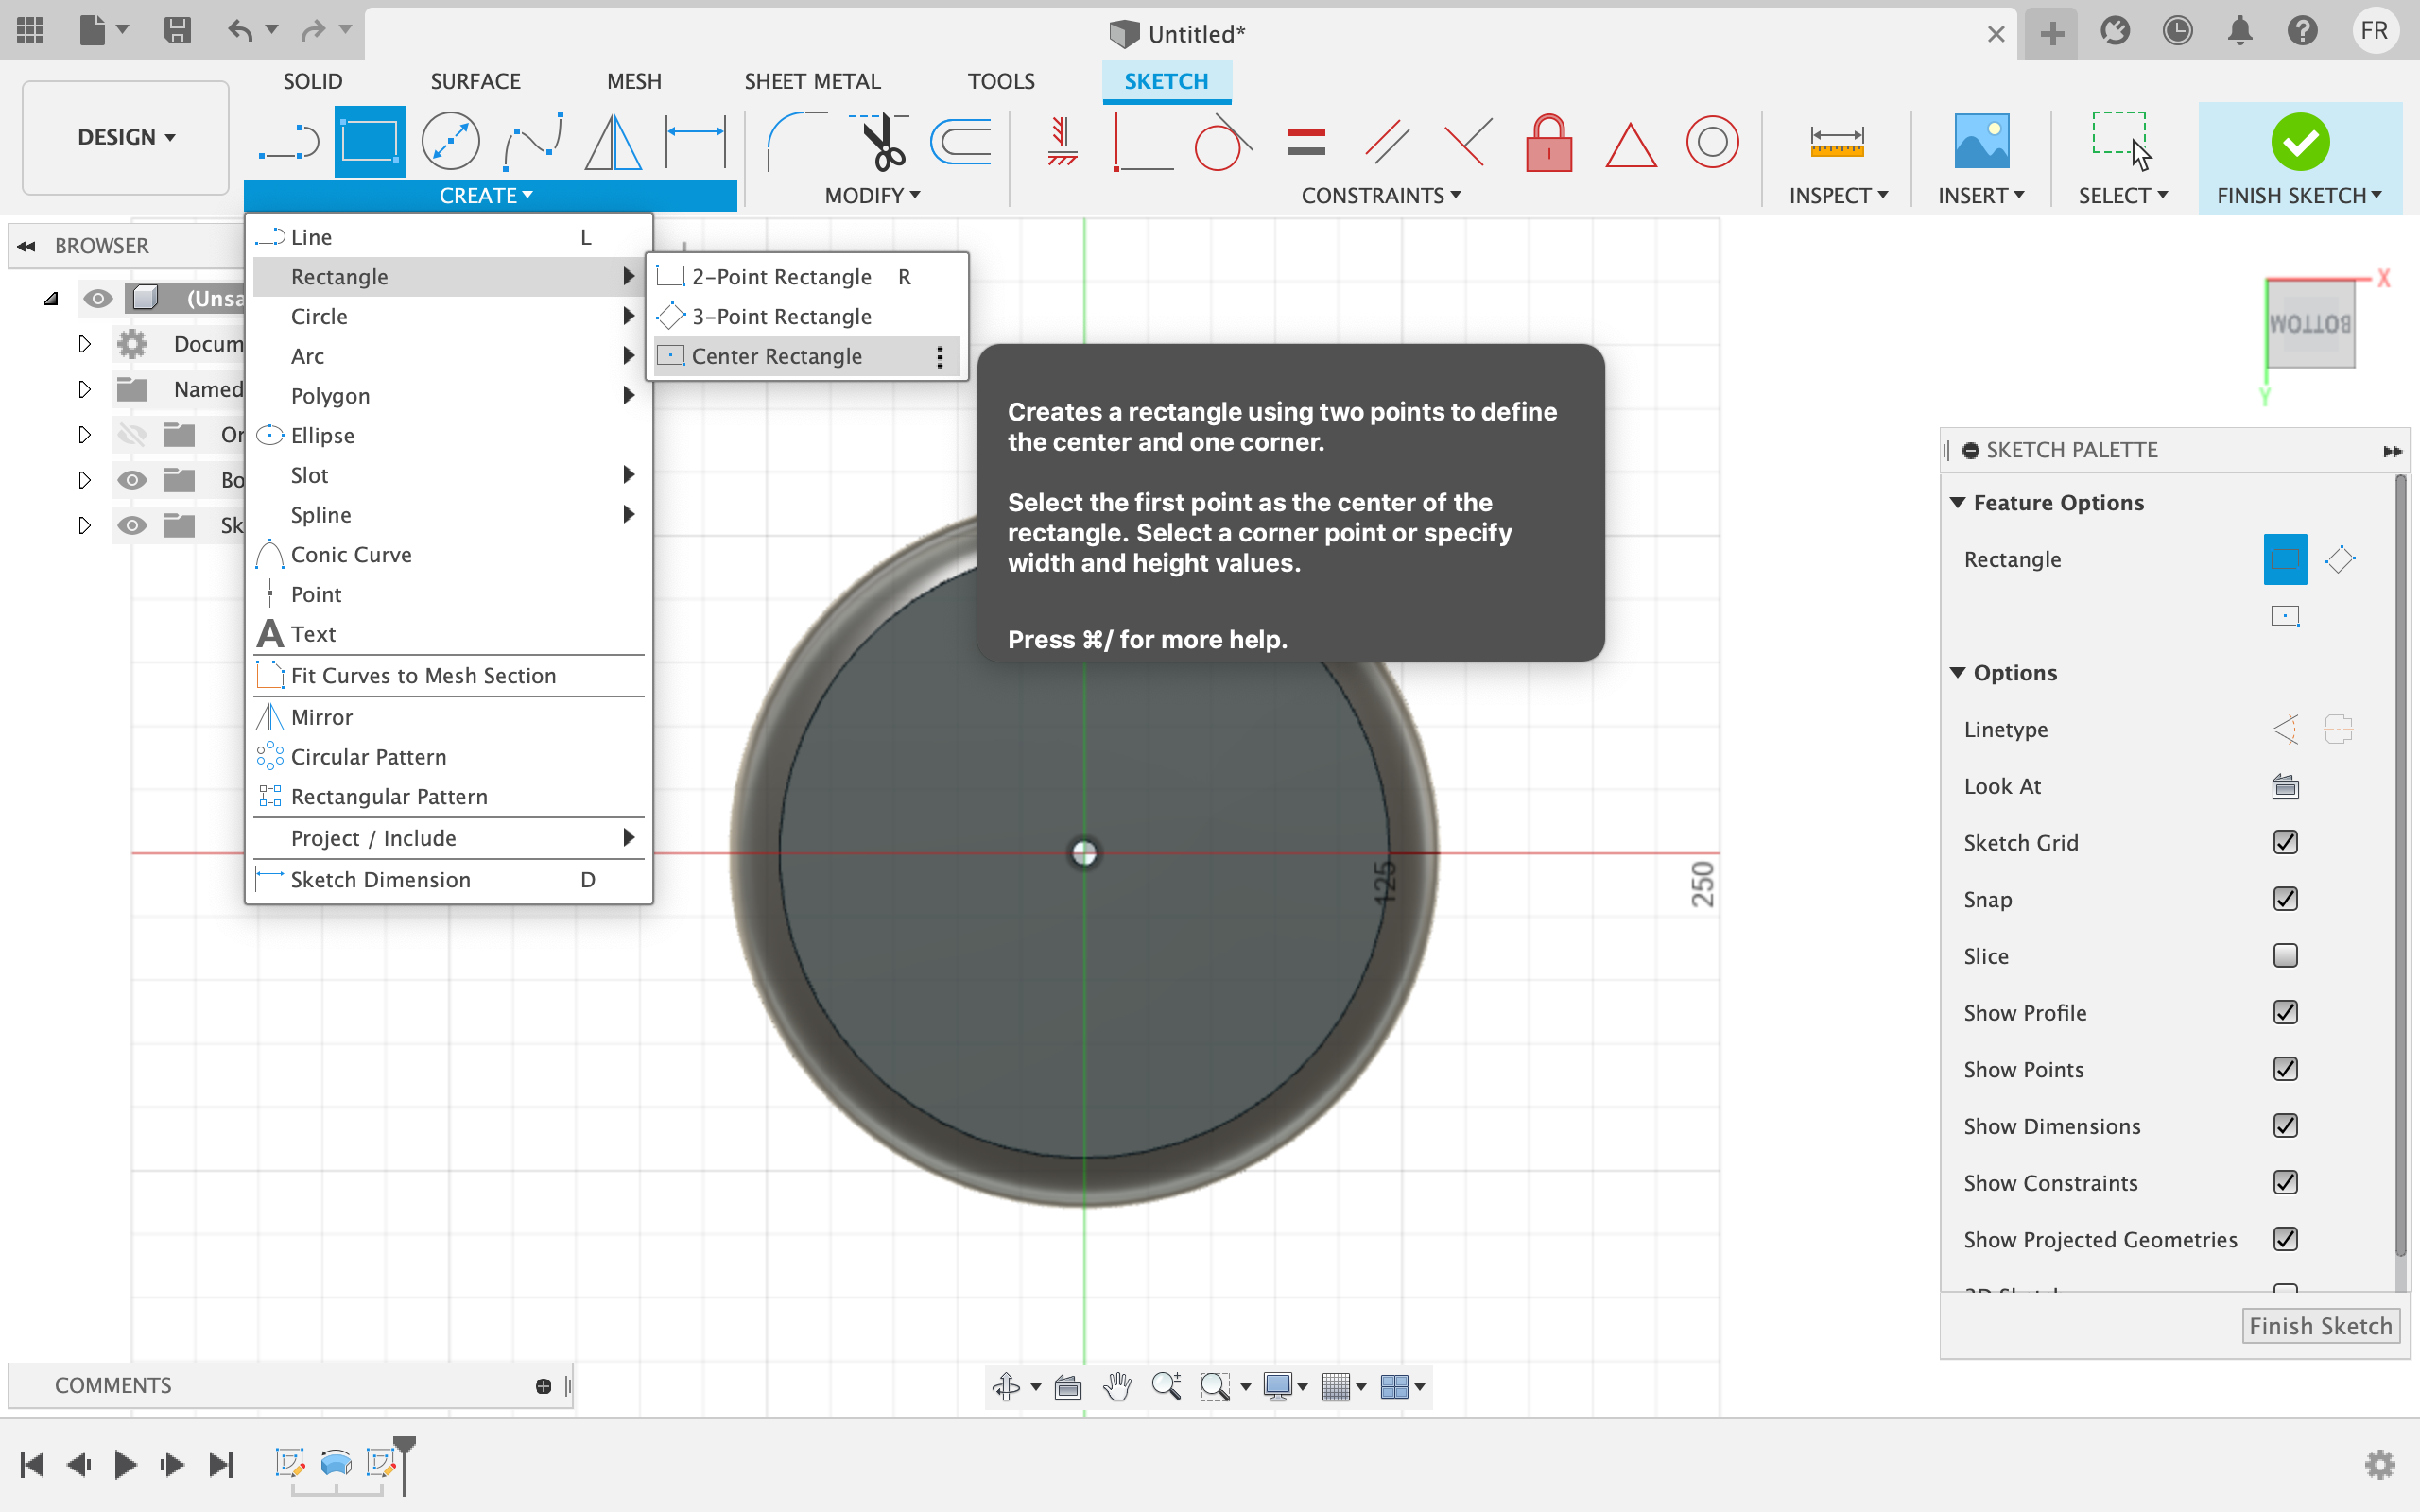 Untitled*
FR
DESIGN
SOLID
SURFACE
MESH
SHEET METAL
TOOLS
SKETCH
CREATE
MODIFY
CONSTRAINTS
INSPECT
INSERT
SELECT
FINISH SKETCH
BROWSER
(Unsa
Docum
Named
Or
Bo
Sk
Line L
Rectangle
Circle
Arc
Polygon
Ellipse
Slot
Spline
Conic Curve
Point
A Text
Fit Curves to Mesh Section
Mirror
Circular Pattern
Rectangular Pattern
Project / Include
Sketch Dimension D
2-Point Rectangle R
3-Point Rectangle
Center Rectangle
Creates a rectangle using two points to define
the center and one corner.
Select the first point as the center of the
rectangle. Select a corner point or specify
width and height values.
Press ⌘/ for more help.
125
250
X
BOTTOM
Y
SKETCH PALETTE
Feature Options
Rectangle
Options
Linetype
Look At
Sketch Grid
Snap
Slice
Show Profile
Show Points
Show Dimensions
Show Constraints
Show Projected Geometries
Finish Sketch
COMMENTS